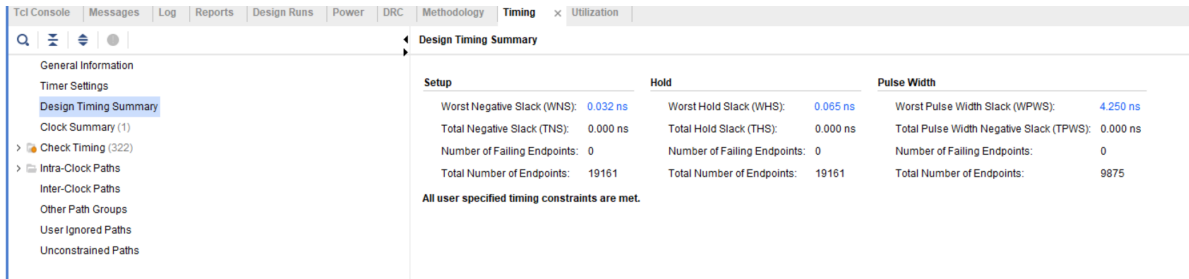 Tcl Console Messages Log Reports Design Runs Power DRC Methodology Timing × Utilization
Design Timing Summary
General Information
Timer Settings
Design Timing Summary
Clock Summary (1)
Check Timing (322)
Intra-Clock Paths
Inter-Clock Paths
Other Path Groups
User Ignored Paths
Unconstrained Paths
Setup Hold Pulse Width
Worst Negative Slack (WNS): 0.032 ns Worst Hold Slack (WHS): 0.065 ns Worst Pulse Width Slack (WPWS): 4.250 ns
Total Negative Slack (TNS): 0.000 ns Total Hold Slack (THS): 0.000 ns Total Pulse Width Negative Slack (TPWS): 0.000 ns
Number of Failing Endpoints: 0 Number of Failing Endpoints: 0 Number of Failing Endpoints: 0
Total Number of Endpoints: 19161 Total Number of Endpoints: 19161 Total Number of Endpoints: 9875
All user specified timing constraints are met.